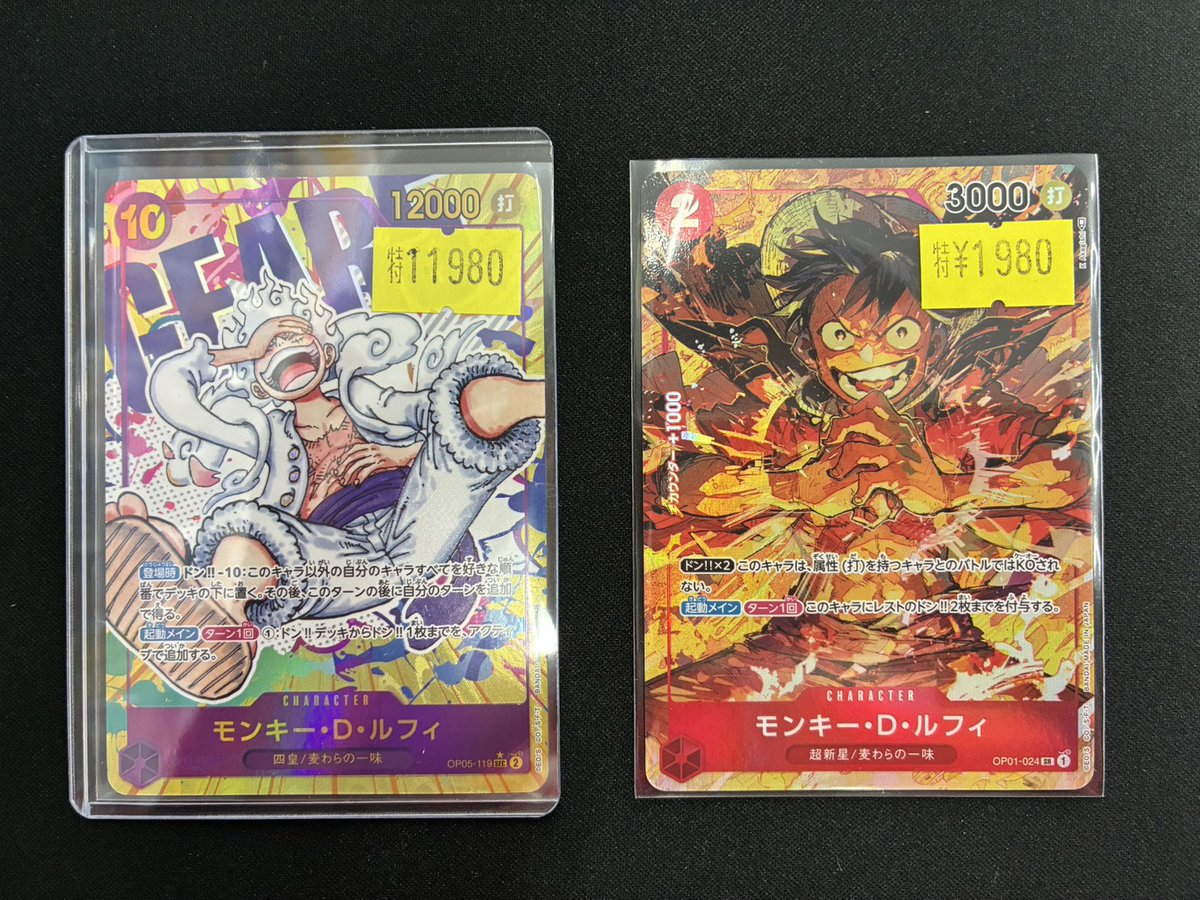 10
12000 打
特付 11980
GEAR
登場時 ドン!!-10：このキャラ以外の自分のキャラすべてを好きな順
番でデッキの下に置く。その後、このターンの後に自分のターンを追加
で得る。
起動メイン ターン1回 ①：ドン!!デッキからドン!!1枚までを、アクティ
ブで追加する。
CHARACTER
モンキー・D・ルフィ
四皇/麦わらの一味
OP05-119 SEC 2
2
3000 打
特付 ¥1980
カウンター+1000
ドン!!×2 このキャラは、属性(打)を持つキャラとのバトルではKOされ
ない。
起動メイン ターン1回 このキャラにレストのドン!!2枚までを付与する。
CHARACTER
モンキー・D・ルフィ
超新星/麦わらの一味
OP01-024 SR 1
BANDAI MADE IN JAPAN